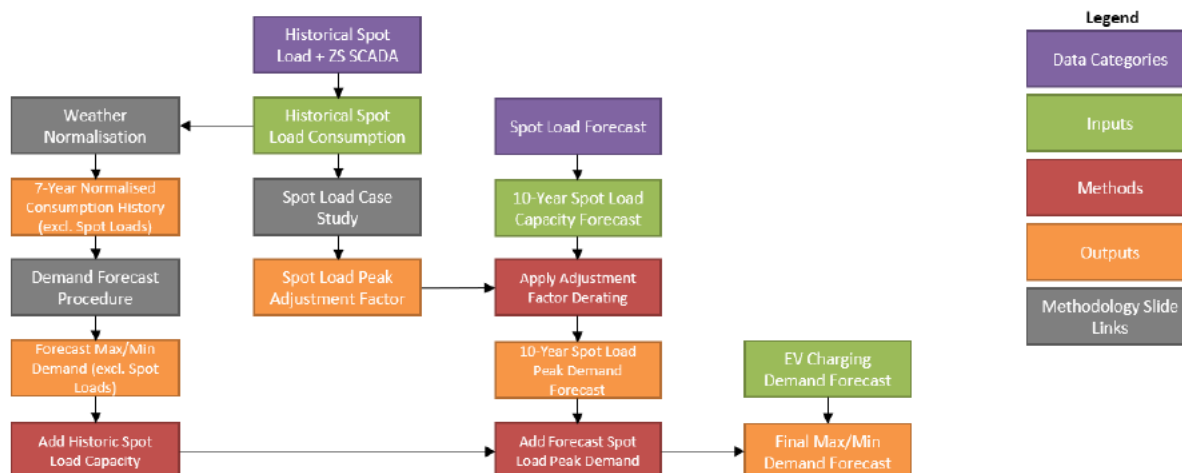 Historical Spot
Load + ZS SCADA
Weather
Normalisation
Historical Spot
Load Consumption
Spot Load Forecast
7-Year Normalised
Consumption History
(excl. Spot Loads)
Spot Load Case
Study
10-Year Spot Load
Capacity Forecast
Demand Forecast
Procedure
Spot Load Peak
Adjustment Factor
Apply Adjustment
Factor Derating
Forecast Max/Min
Demand (excl. Spot
Loads)
10-Year Spot Load
Peak Demand
Forecast
EV Charging
Demand Forecast
Add Historic Spot
Load Capacity
Add Forecast Spot
Load Peak Demand
Final Max/Min
Demand Forecast
Legend
Data Categories
Inputs
Methods
Outputs
Methodology Slide
Links